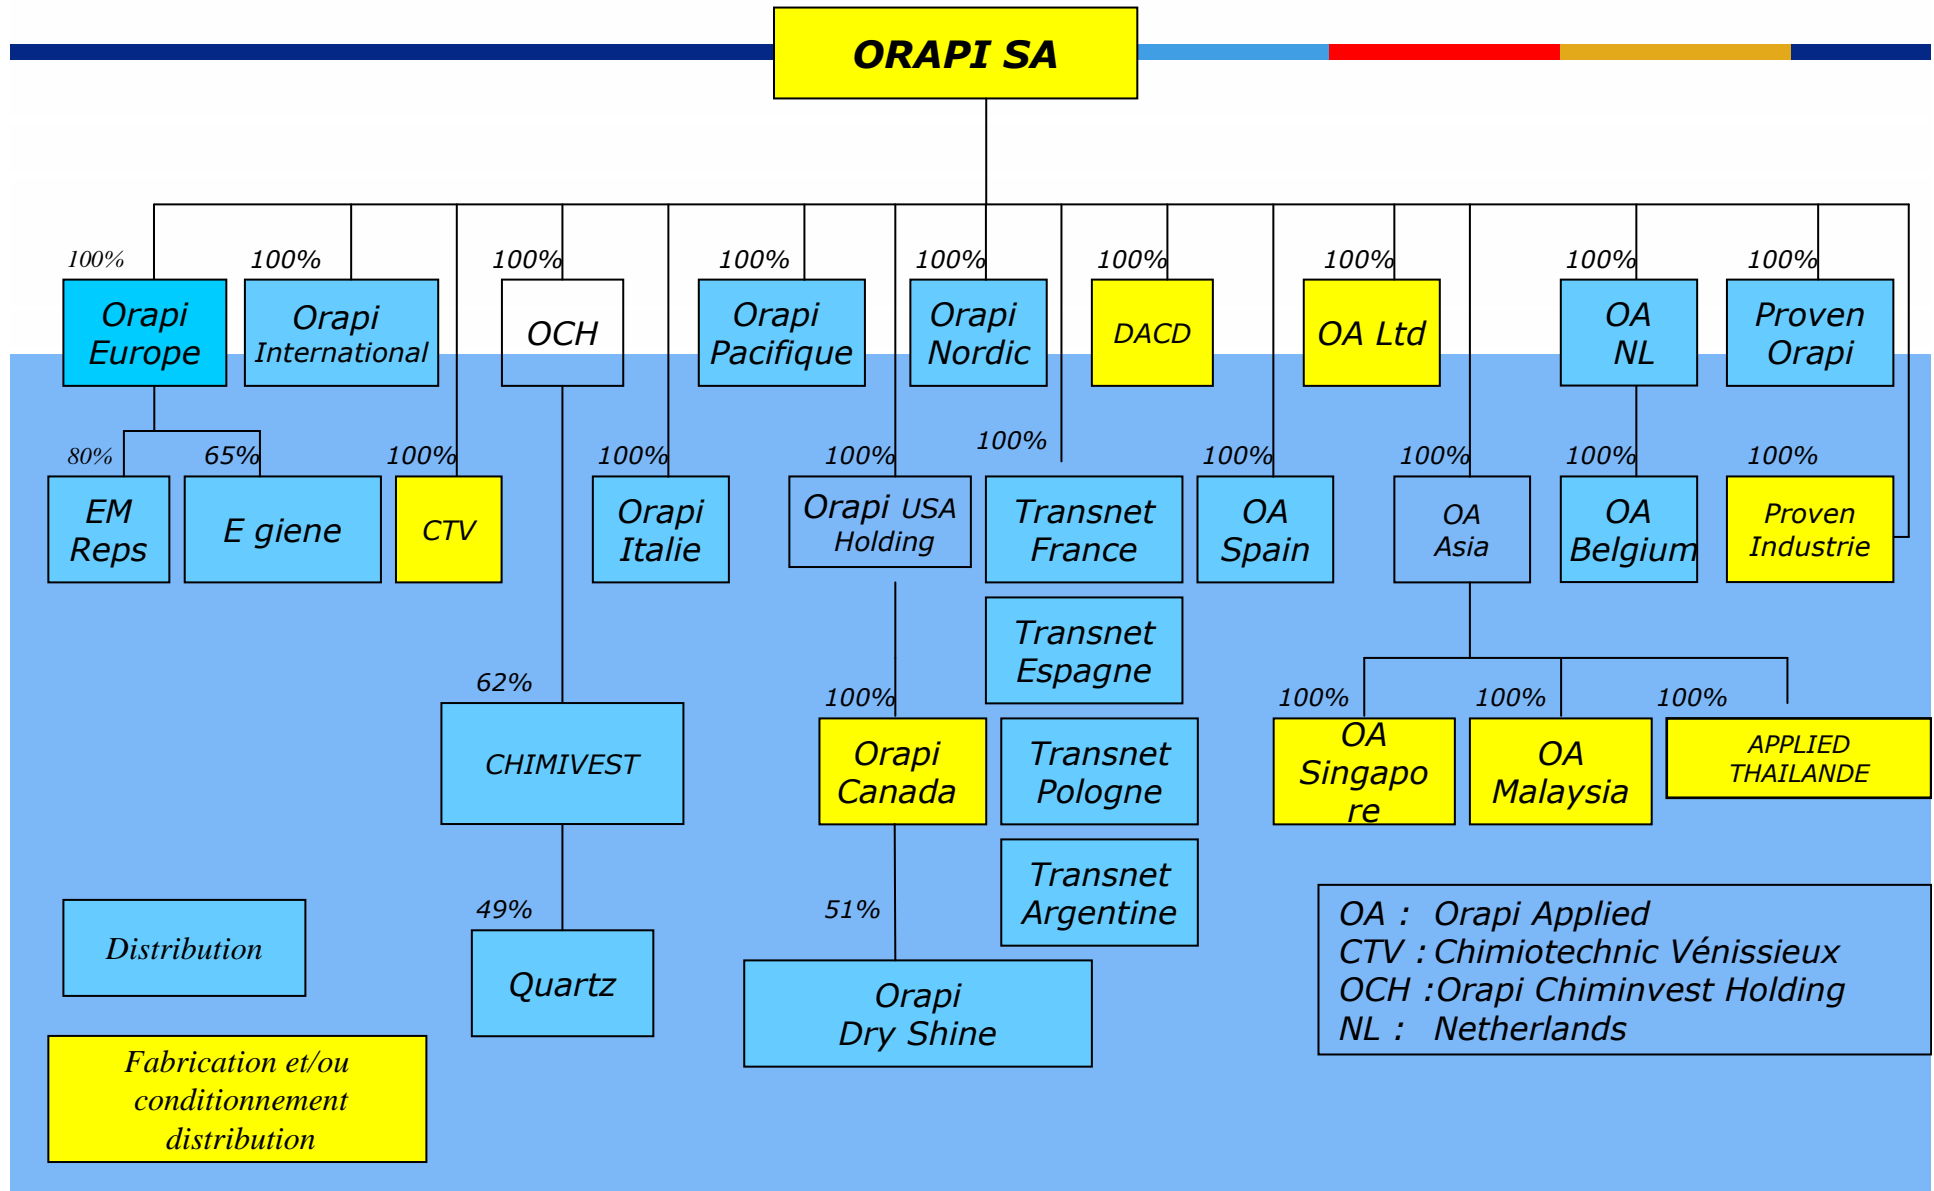 ORAPI SA
100%
100%
100%
100%
100%
100%
100%
100%
100%
Orapi
Europe
Orapi
International
OCH
Orapi
Pacifique
Orapi
Nordic
DACD
OA Ltd
OA
NL
Proven
Orapi
80%
65%
100%
100%
100%
100%
100%
100%
100%
100%
EM
Reps
E giene
CTV
Orapi
Italie
Orapi USA
Holding
Transnet
France
OA
Spain
OA
Asia
OA
Belgium
Proven
Industrie
Transnet
Espagne
62%
100%
100%
100%
100%
CHIMIVEST
Orapi
Canada
Transnet
Pologne
OA
Singapo
re
OA
Malaysia
APPLIED
THAILANDE
Transnet
Argentine
49%
51%
Quartz
Orapi
Dry Shine
Distribution
Fabrication et/ou
conditionnement
distribution
OA : Orapi Applied
CTV : Chimiotechnic Vénissieux
OCH :Orapi Chiminvest Holding
NL : Netherlands